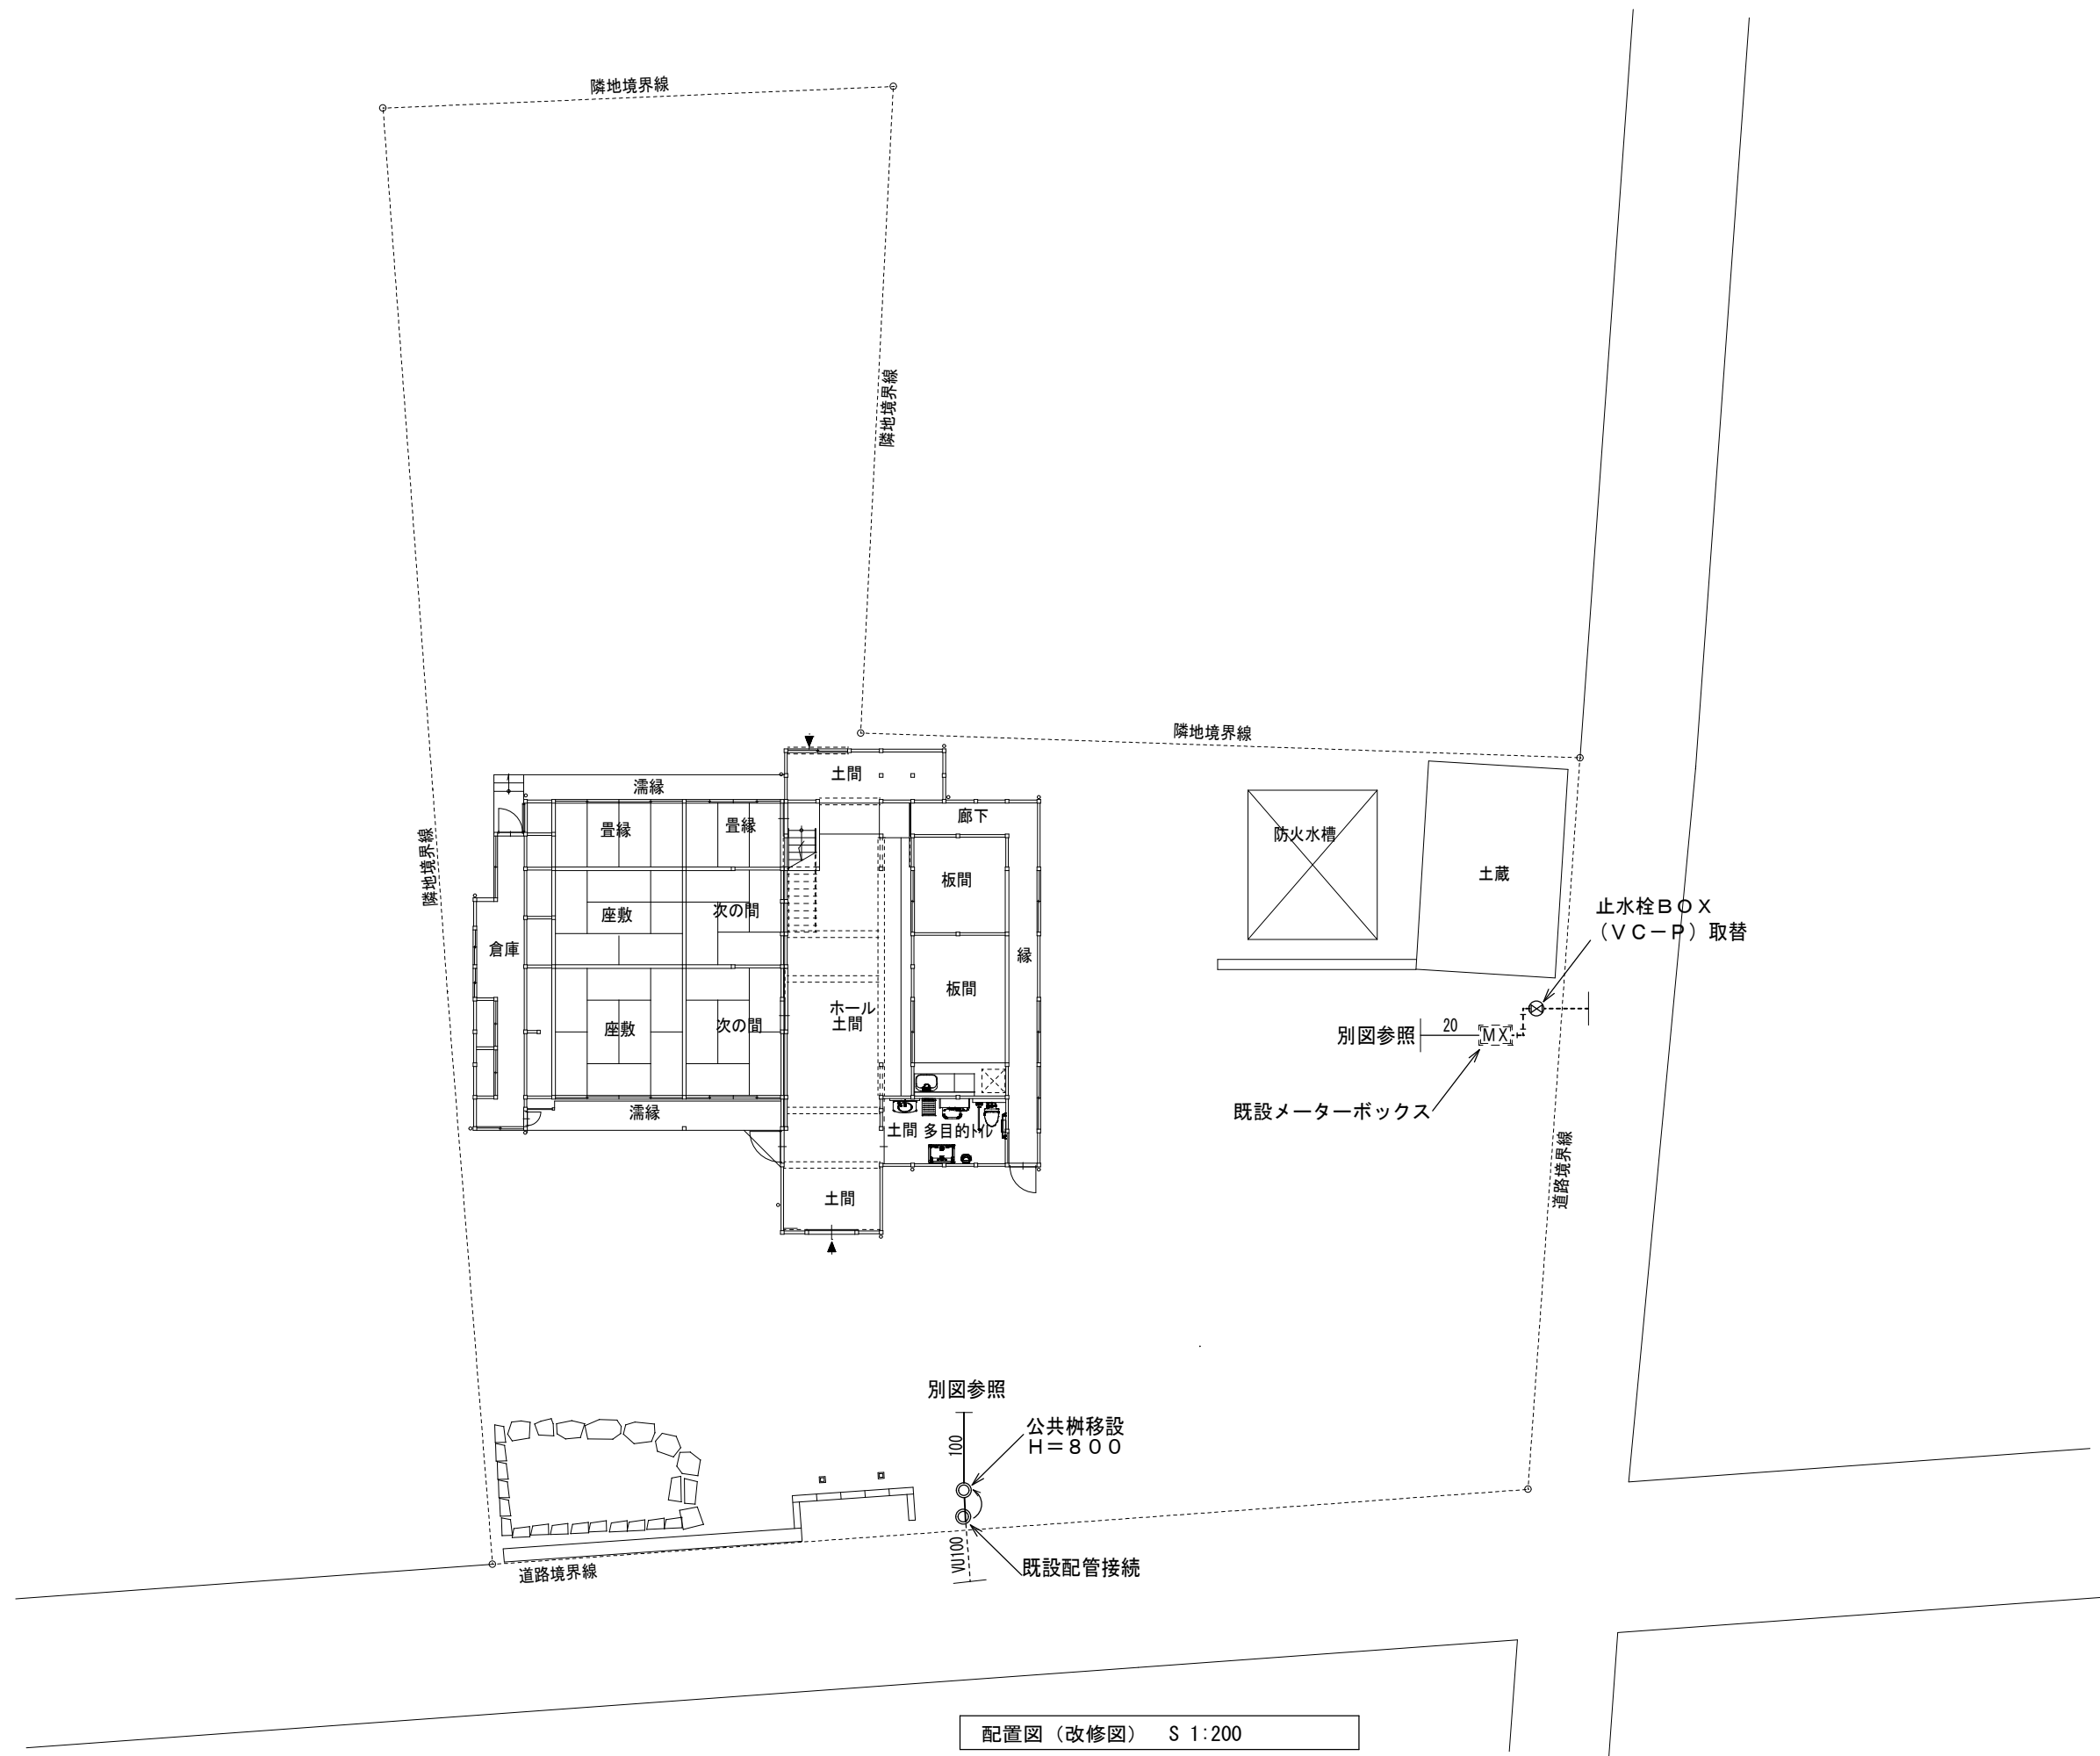 隣地境界線
隣地境界線
隣地境界線
隣地境界線
土間
濡縁
廊下
畳縁
畳縁
防火水槽
板間
土蔵
座敷
次の間
止水栓ＢＯＸ
（ＶＣ－Ｐ）取替
倉庫
縁
板間
ホール
土間
座敷
次の間
別図参照
20
MX
既設メーターボックス
濡縁
土間
多目的ﾄｲﾚ
道路境界線
土間
別図参照
公共桝移設
Ｈ＝８００
100
VU100
既設配管接続
道路境界線
配置図（改修図） S 1:200